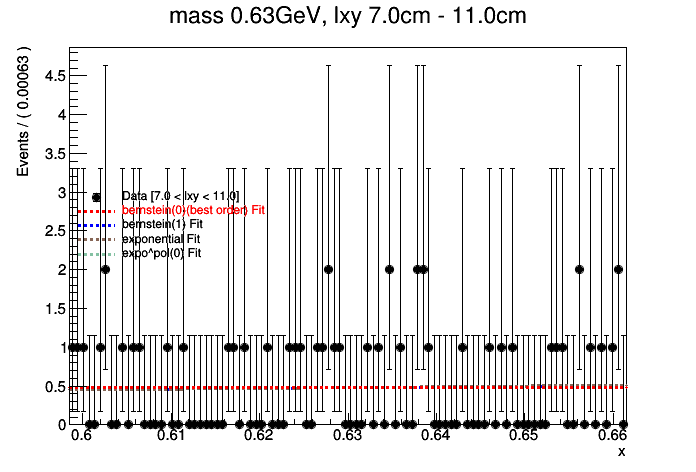 mass 0.63GeV, lxy 7.0cm - 11.0cm
Events / ( 0.00063 )
4.5
4
3.5
3
2.5
2
1.5
1
0.5
0
Data [7.0 < lxy < 11.0]
bernstein(0)(best order) Fit
bernstein(1) Fit
exponential Fit
expo^pol(0) Fit
0.6 0.61 0.62 0.63 0.64 0.65 0.66
x